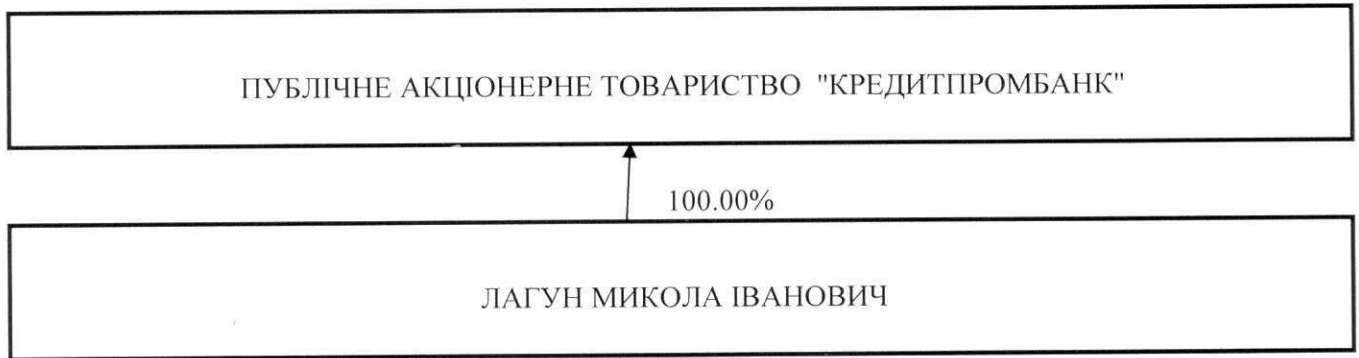 ПУБЛІЧНЕ АКЦІОНЕРНЕ ТОВАРИСТВО "КРЕДИТПРОМБАНК"
100.00%
ЛАГУН МИКОЛА ІВАНОВИЧ